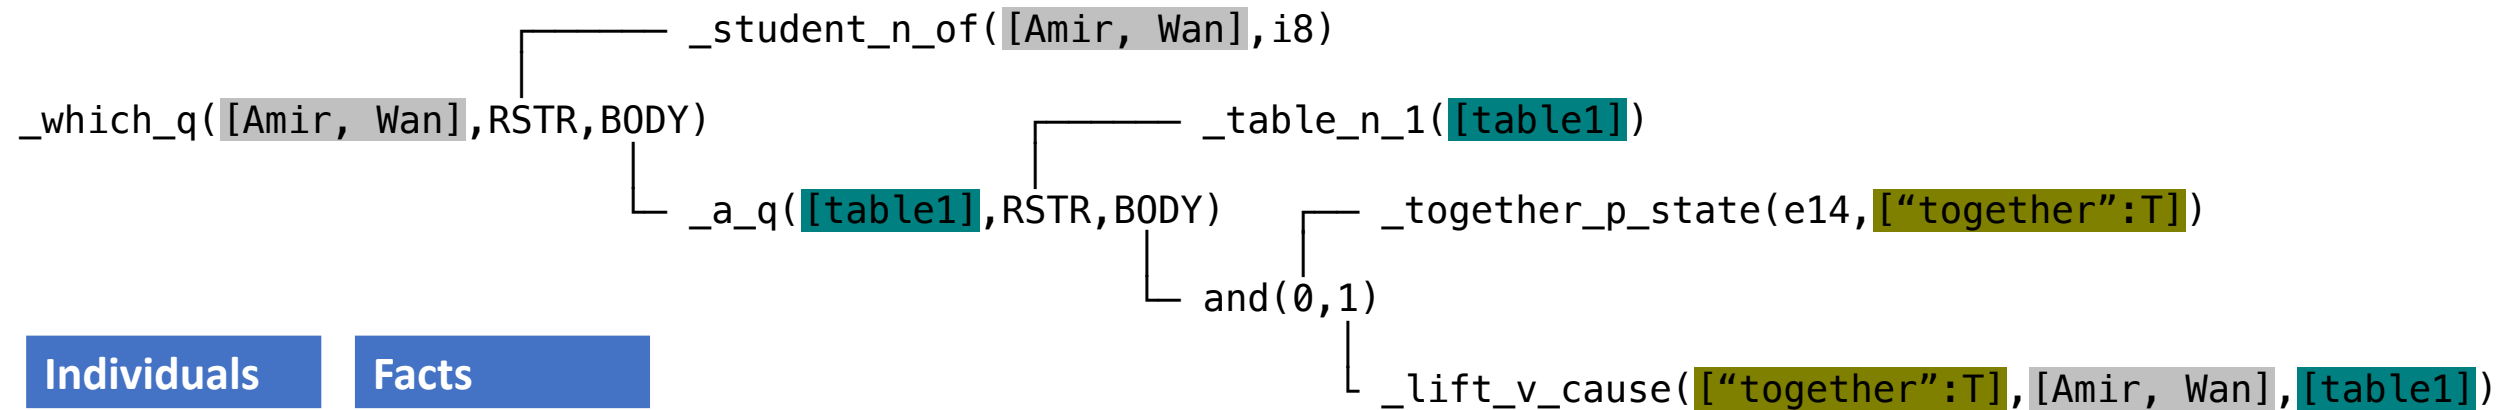 _student_n_of([Amir, Wan],i8)
_which_q([Amir, Wan],RSTR,BODY)
_table_n_1([table1])
_a_q([table1],RSTR,BODY)
_together_p_state(e14,[“together”:T])
and(0,1)
Individuals
Facts
_lift_v_cause([“together”:T],[Amir, Wan],[table1])